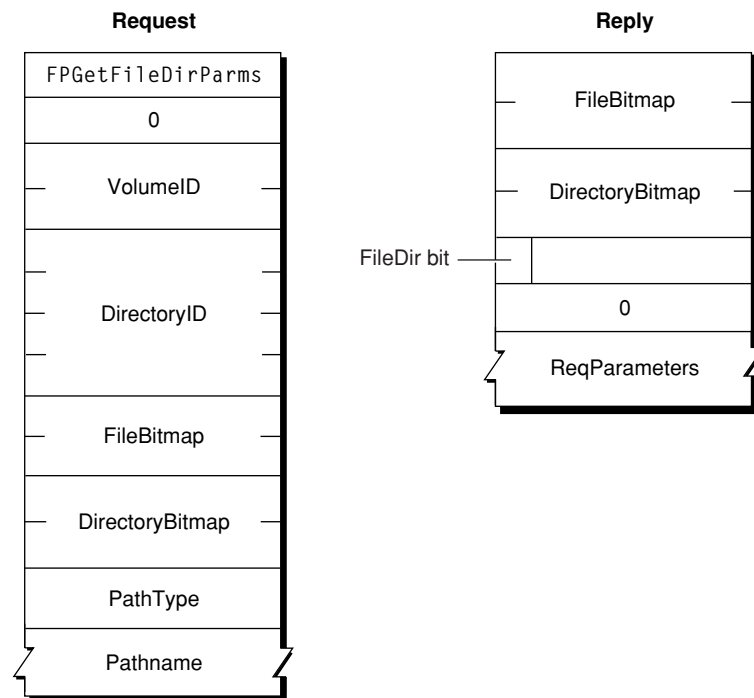 Request
FPGetFileDirParms
0
VolumeID
DirectoryID
FileBitmap
DirectoryBitmap
PathType
Pathname
Reply
FileBitmap
DirectoryBitmap
FileDir bit
0
ReqParameters